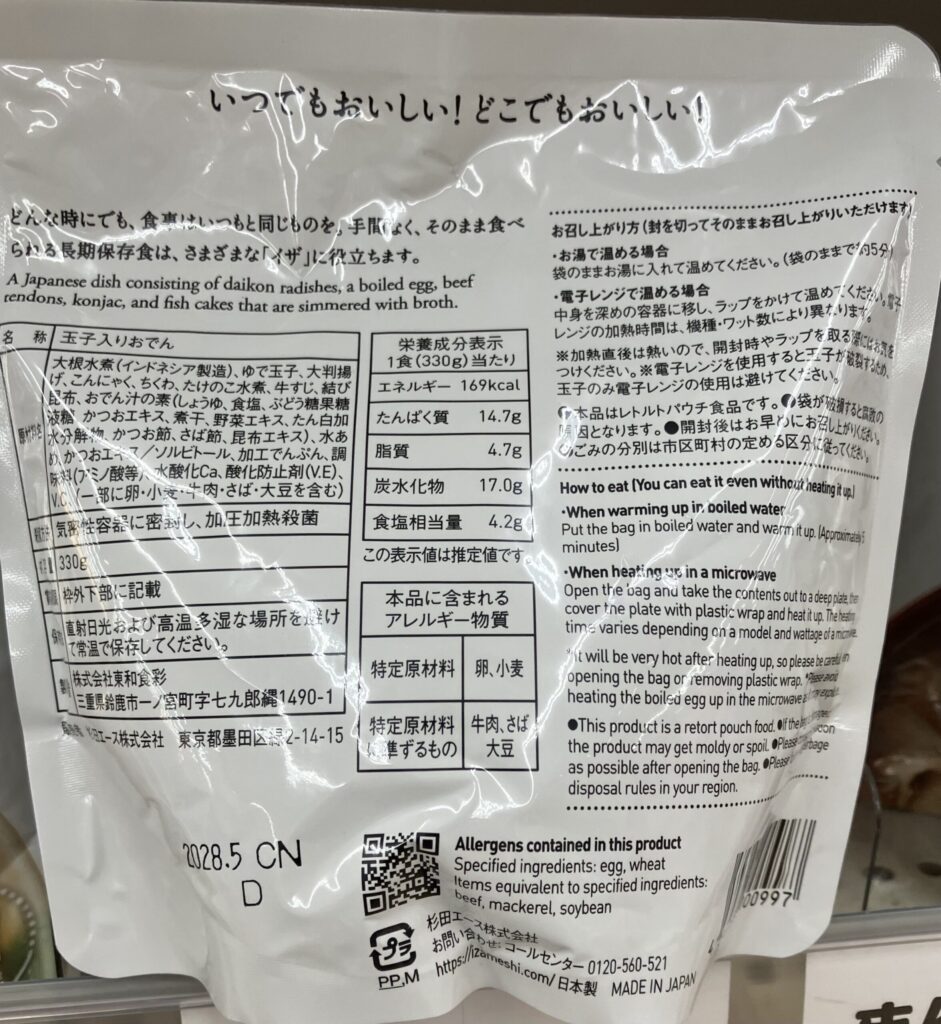 いつでもおいしい！どこでもおいしい！
どんな時にでも、食事はいつもと同じものを。手間なく、そのまま食べ
られる長期保存食は、さまざまな「イザ」に役立ちます。
A Japanese dish consisting of daikon radishes, a boiled egg, beef
tendons, konjac, and fish cakes that are simmered with broth.
名 称 玉子入りおでん
原材料名
大根水煮(インドネシア製造)、ゆで玉子、大判揚
げ、こんにゃく、ちくわ、たけのこ水煮、牛すじ、結び
昆布、おでん汁の素(しょうゆ、食塩、ぶどう糖果糖
液糖、かつおエキス、煮干、野菜エキス、たん白加
水分解物、かつお節、さば節、昆布エキス)、水あ
め、かつおエキス／ソルビトール、加工でんぷん、調
味料(アミノ酸等)、水酸化Ca、酸化防止剤(V.E)、
V.C、(一部に卵・小麦・牛肉・さば・大豆を含む)
気密性容器に密封し、加圧加熱殺菌
330g
枠外下部に記載
直射日光および高温多湿な場所を避け
て常温で保存してください。
株式会社東和食彩
三重県鈴鹿市一ノ宮町字七九郎縄1490-1
杉田エース株式会社 東京都墨田区緑2-14-15
栄養成分表示
1食(330g)当たり
エネルギー 169kcal
たんぱく質 14.7g
脂質 4.7g
炭水化物 17.0g
食塩相当量 4.2g
この表示値は推定値です。
本品に含まれる
アレルギー物質
特定原材料 卵、小麦
特定原材料 牛肉、さば
に準ずるもの 大豆
お召し上がり方(封を切ってそのままお召し上がりいただけます)
・お湯で温める場合
袋のままお湯に入れて温めてください。(袋のままで約5分)
・電子レンジで温める場合
中身を深めの容器に移し、ラップをかけて温めてください。電子
レンジの加熱時間は、機種・ワット数により異なります。
※加熱直後は熱いので、開封時やラップを取る際にはお気を
つけください。※電子レンジを使用すると玉子が破裂するため、
玉子のみ電子レンジの使用は避けてください。
●本品はレトルトパウチ食品です。●袋が破損すると腐敗の
原因となります。●開封後はお早めにお召し上がりください。
●ごみの分別は市区町村の定める区分に従ってください。
How to eat (You can eat it even without heating it up.)
・When warming up in boiled water
Put the bag in boiled water and warm it up. (Approximately 5
minutes)
・When heating up in a microwave
Open the bag and take the contents out to a deep plate, then
cover the plate with plastic wrap and heat it up. The heating
time varies depending on a model and wattage of a microwave.
*It will be very hot after heating up, so please be careful
opening the bag or removing plastic wrap. *Please avoid
heating the boiled egg up in the microwave
●This product is a retort pouch food. ●If the
the product may get moldy or spoil. ●Please soon
as possible after opening the bag. ●Please garbage
disposal rules in your region.
2028.5 CN
D
Allergens contained in this product
Specified ingredients: egg, wheat
Items equivalent to specified ingredients:
beef, mackerel, soybean
杉田エース株式会社
お問い合わせ: コールセンター 0120-560-521
https://izameshi.com/ 日本製 MADE IN JAPAN
プラ
PP,M
00997